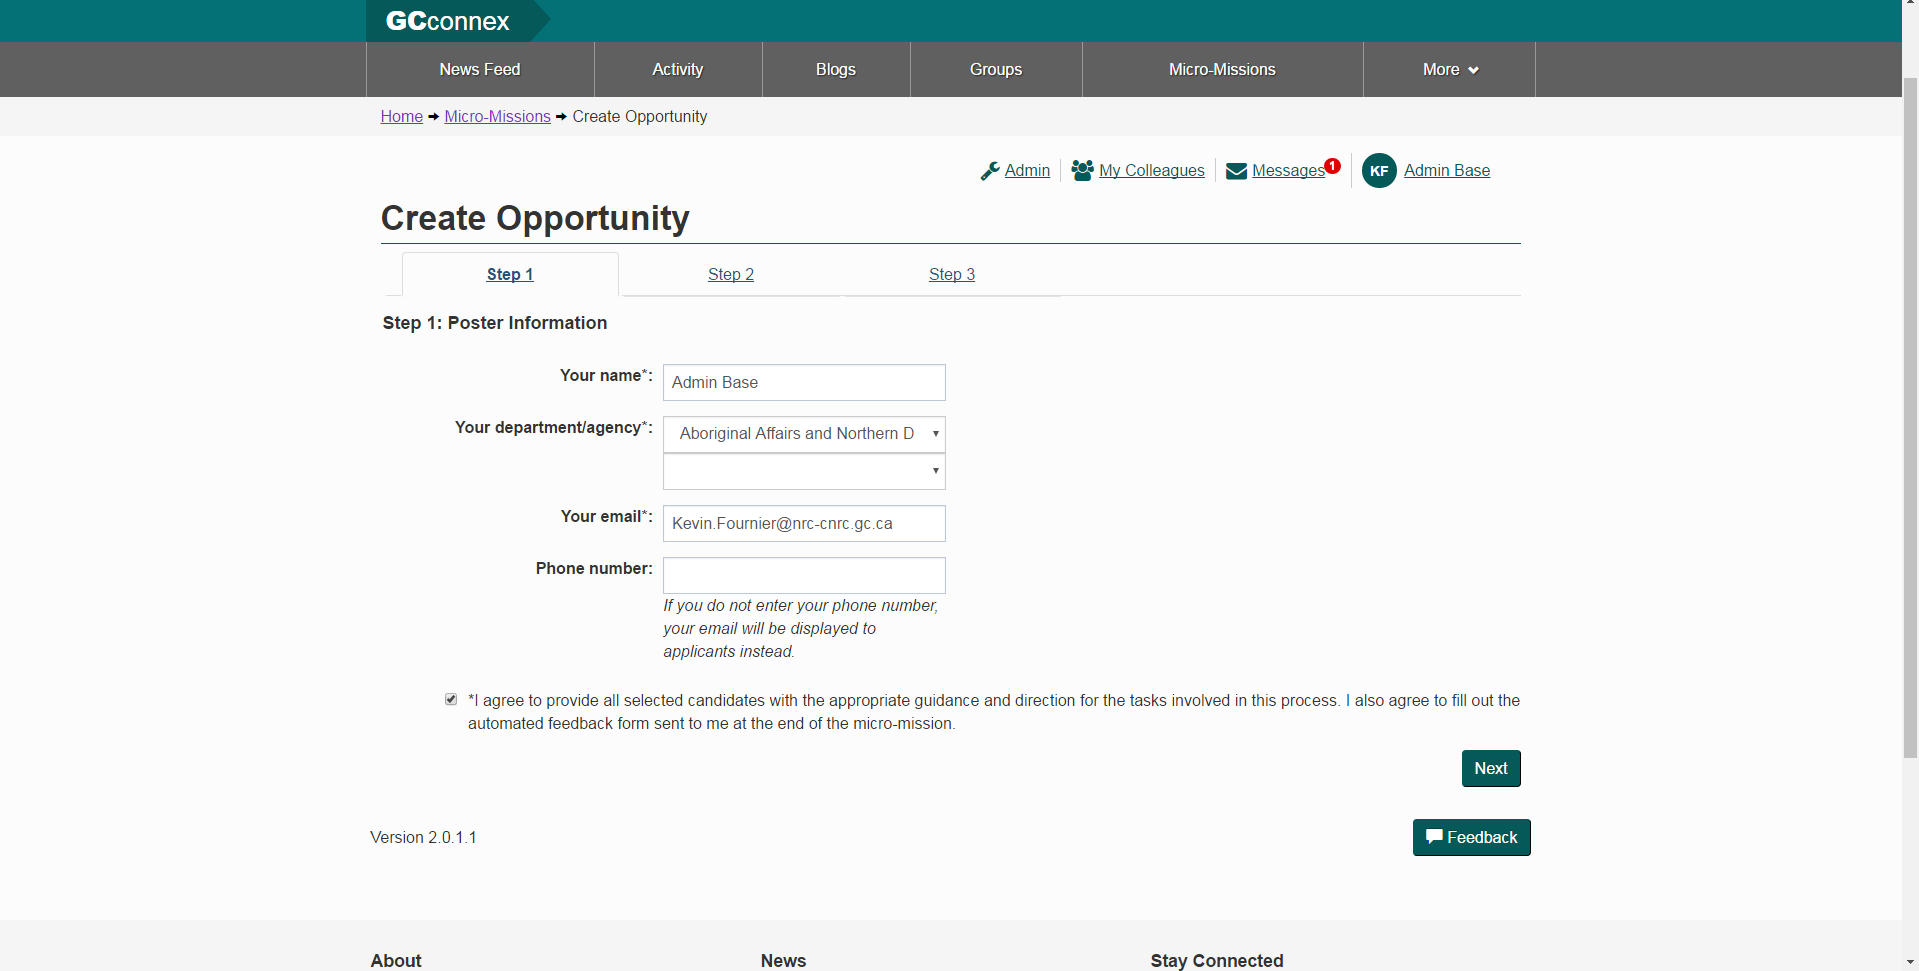 GCconnex
News Feed
Activity
Blogs
Groups
Micro-Missions
More
Home
Micro-Missions
Create Opportunity
Admin
My Colleagues
Messages
1
KF
Admin Base
Create Opportunity
Step 1
Step 2
Step 3
Step 1: Poster Information
Your name*:
Admin Base
Your department/agency*:
Aboriginal Affairs and Northern D
Your email*:
Kevin.Fournier@nrc-cnrc.gc.ca
Phone number:
If you do not enter your phone number,
your email will be displayed to
applicants instead.
*I agree to provide all selected candidates with the appropriate guidance and direction for the tasks involved in this process. I also agree to fill out the
automated feedback form sent to me at the end of the micro-mission.
Next
Version 2.0.1.1
Feedback
About
News
Stay Connected